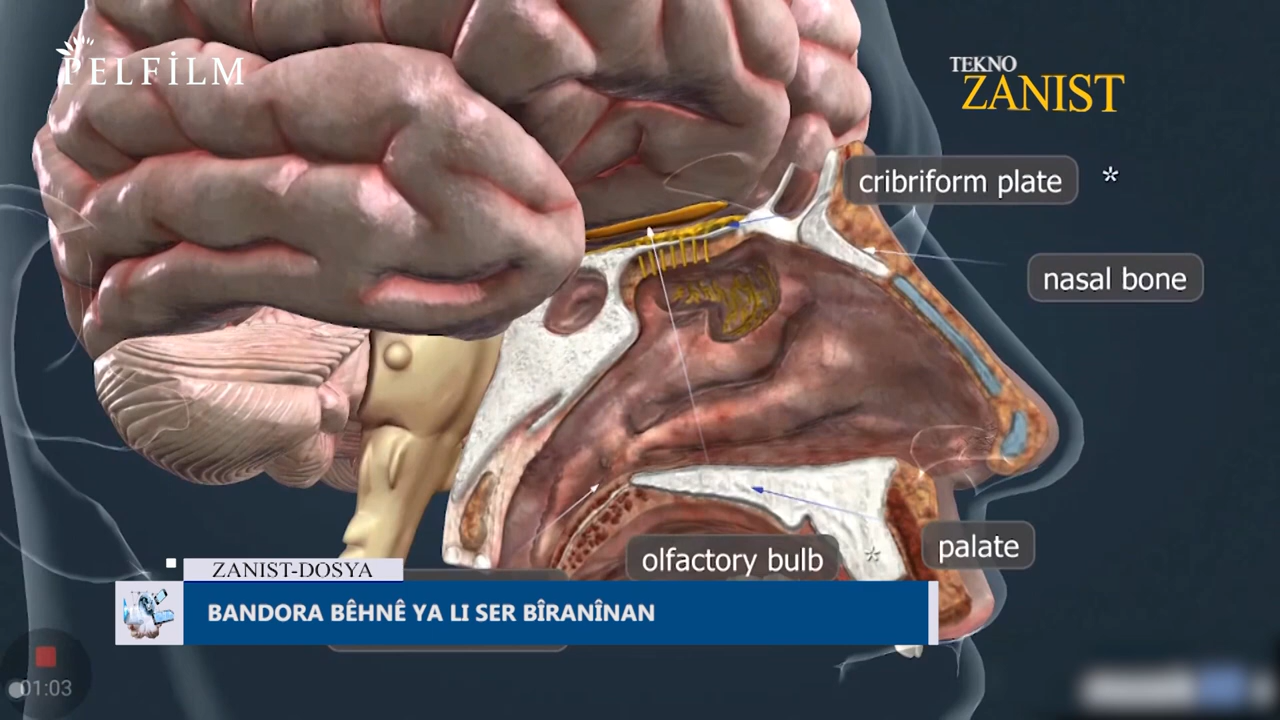 PELFİLM
TEKNO
ZANIST
cribriform plate *
nasal bone
palate
olfactory bulb
*
ZANIST-DOSYA
BANDORA BÊHNÊ YA LI SER BÎRANÎNAN
01:03